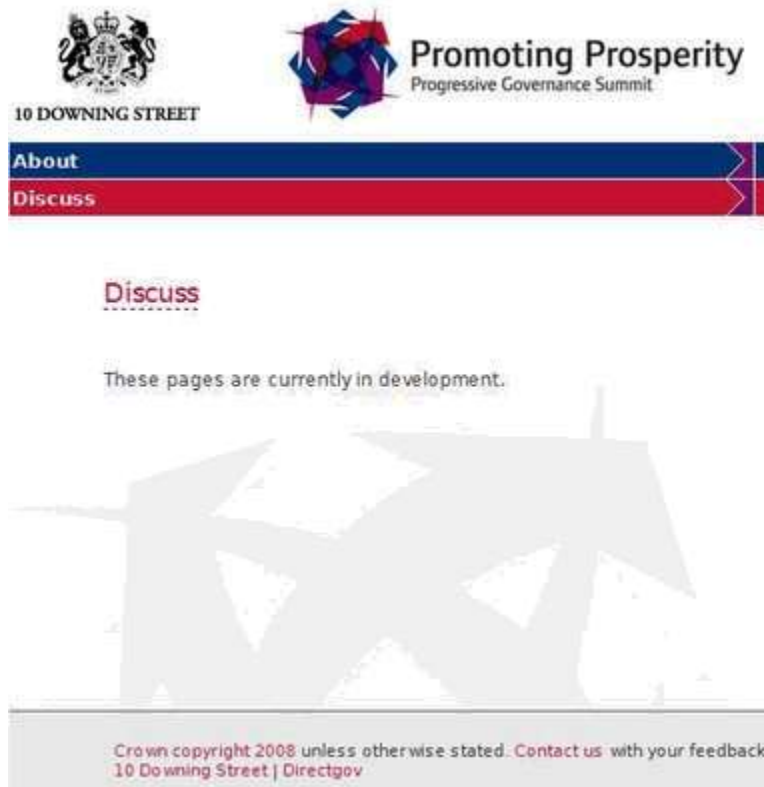 10 DOWNING STREET
Promoting Prosperity
Progressive Governance Summit
About
Discuss
Discuss
These pages are currently in development.
Crown copyright 2008 unless otherwise stated. Contact us with your feedback
10 Downing Street | Directgov